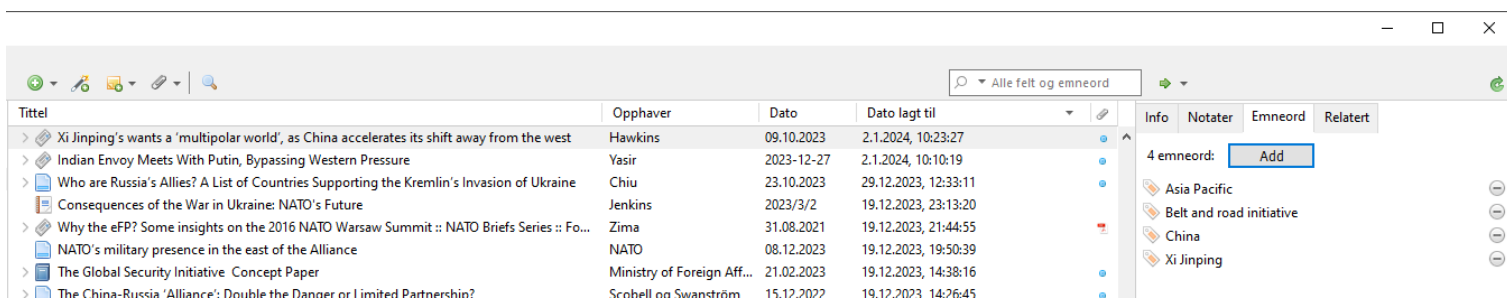 Alle felt og emneord
Tittel Opphaver Dato Dato lagt til
Xi Jinping's wants a 'multipolar world', as China accelerates its shift away from the west Hawkins 09.10.2023 2.1.2024, 10:23:27
Indian Envoy Meets With Putin, Bypassing Western Pressure Yasir 2023-12-27 2.1.2024, 10:10:19
Who are Russia's Allies? A List of Countries Supporting the Kremlin's Invasion of Ukraine Chiu 23.10.2023 29.12.2023, 12:33:11
Consequences of the War in Ukraine: NATO's Future Jenkins 2023/3/2 19.12.2023, 23:13:20
Why the eFP? Some insights on the 2016 NATO Warsaw Summit :: NATO Briefs Series :: Fo... Zima 31.08.2021 19.12.2023, 21:44:55
NATO's military presence in the east of the Alliance NATO 08.12.2023 19.12.2023, 19:50:39
The Global Security Initiative Concept Paper Ministry of Foreign Aff... 21.02.2023 19.12.2023, 14:38:16
The China-Russia 'Alliance': Double the Danger or Limited Partnership? Scobell og Swanström 15.12.2022 19.12.2023, 14:26:45
Info Notater Emneord Relatert
4 emneord: Add
Asia Pacific
Belt and road initiative
China
Xi Jinping